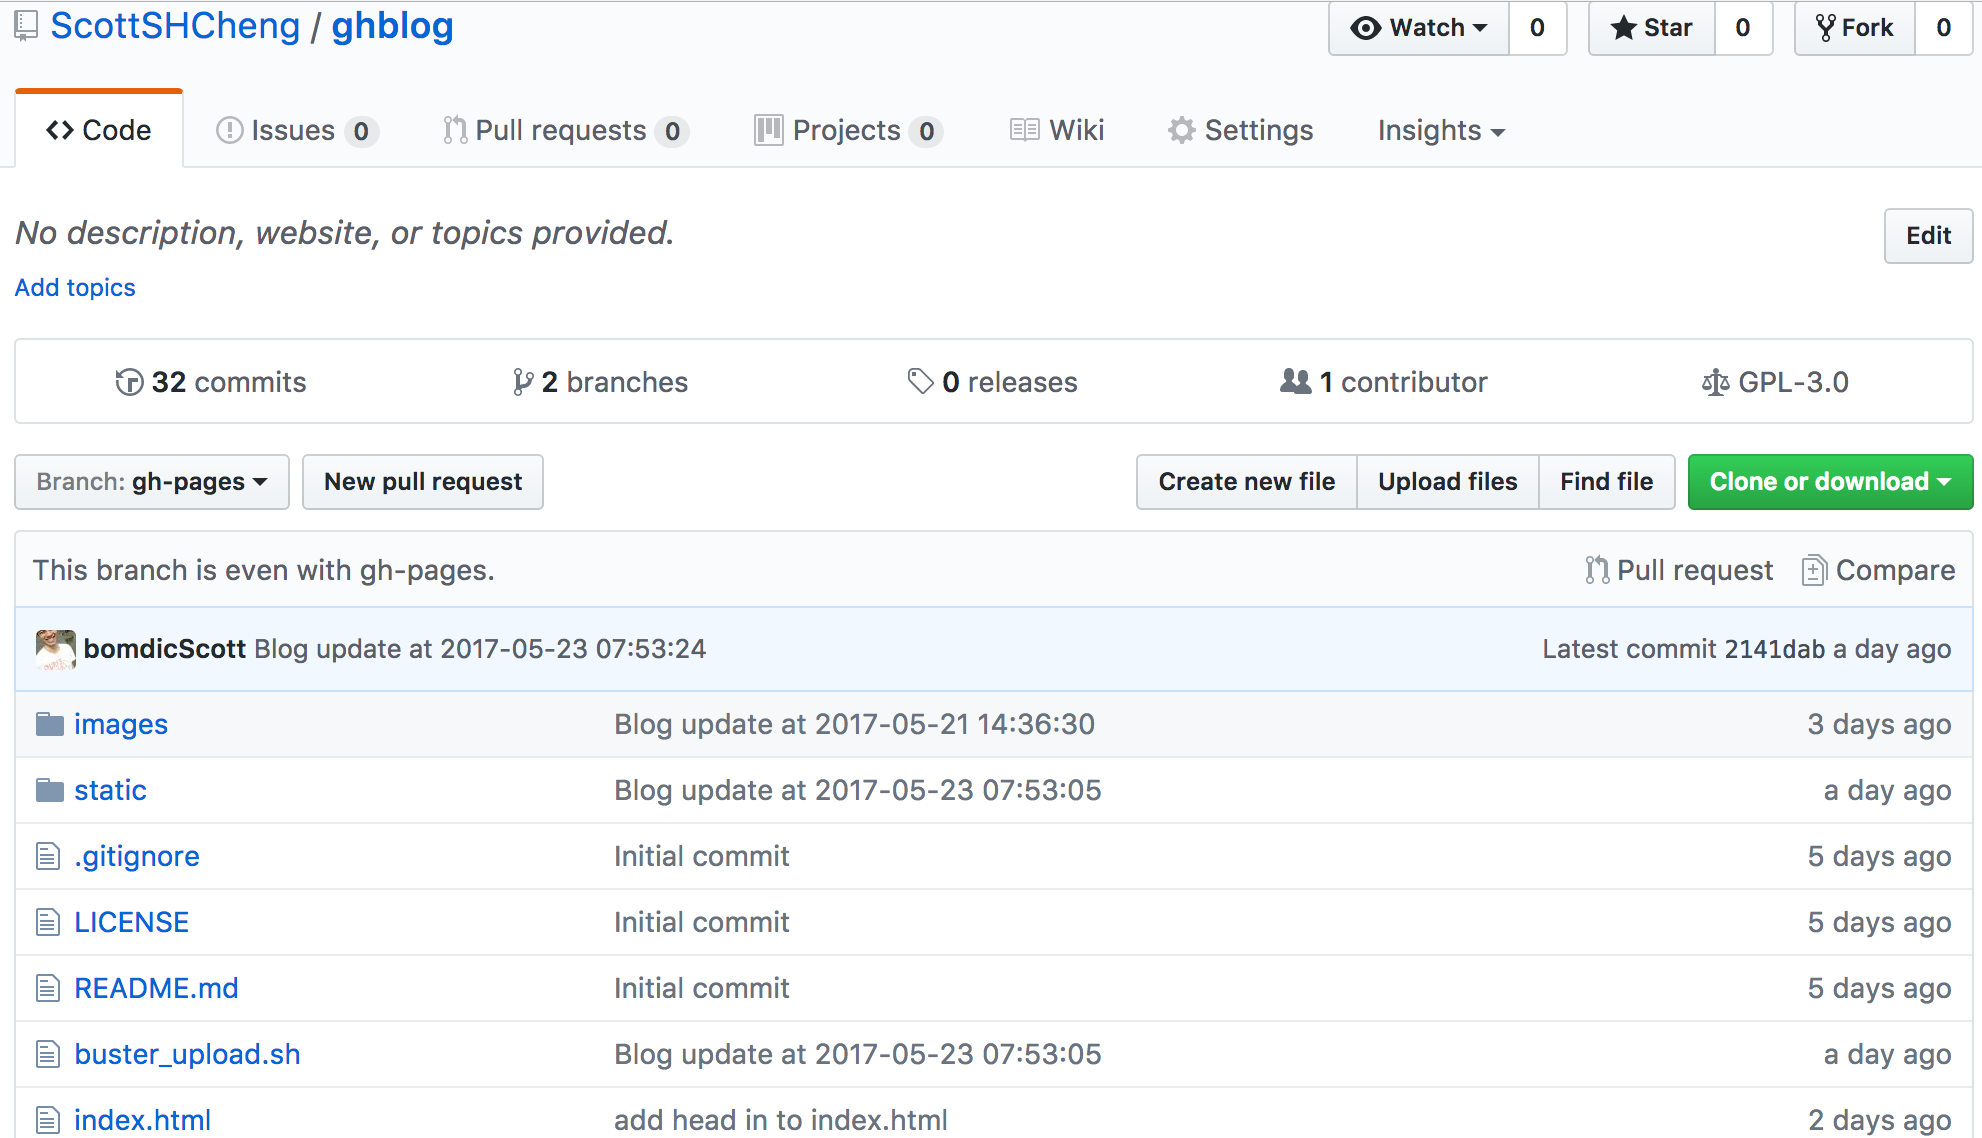 ScottSHCheng / ghblog
Watch 0 Star 0 Fork 0
Code Issues 0 Pull requests 0 Projects 0 Wiki Settings Insights
No description, website, or topics provided.
Edit
Add topics
32 commits 2 branches 0 releases 1 contributor GPL-3.0
Branch: gh-pages New pull request Create new file Upload files Find file Clone or download
This branch is even with gh-pages. Pull request Compare
bomdicScott Blog update at 2017-05-23 07:53:24 Latest commit 2141dab a day ago
images Blog update at 2017-05-21 14:36:30 3 days ago
static Blog update at 2017-05-23 07:53:05 a day ago
.gitignore Initial commit 5 days ago
LICENSE Initial commit 5 days ago
README.md Initial commit 5 days ago
buster_upload.sh Blog update at 2017-05-23 07:53:05 a day ago
index.html add head in to index.html 2 days ago